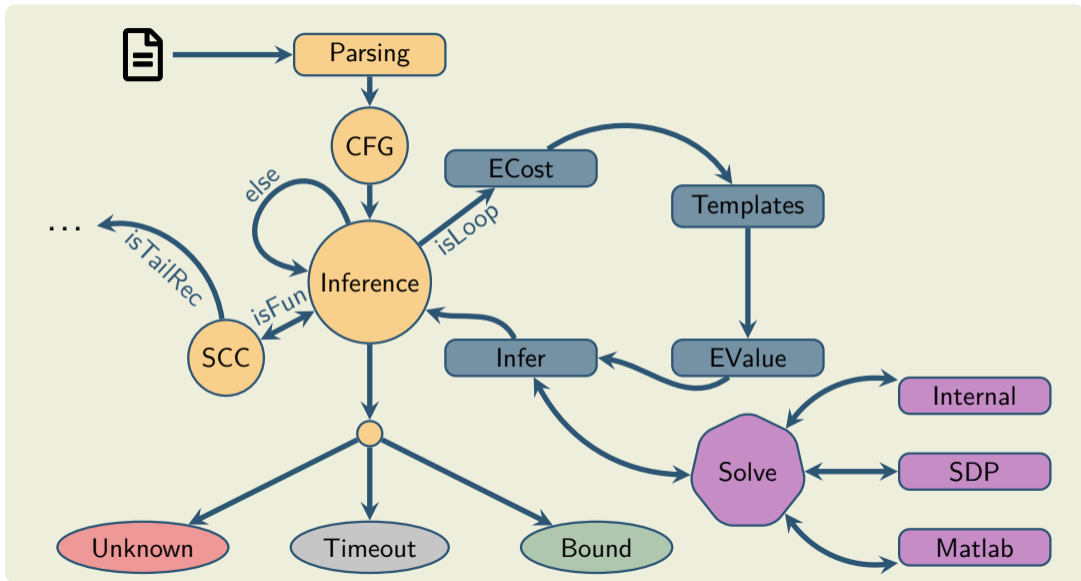 Parsing
CFG
ECost
else
Templates
isLoop
...
isTailRec
Inference
isFun
SCC
Infer
EValue
Internal
Solve
SDP
Unknown
Timeout
Bound
Matlab